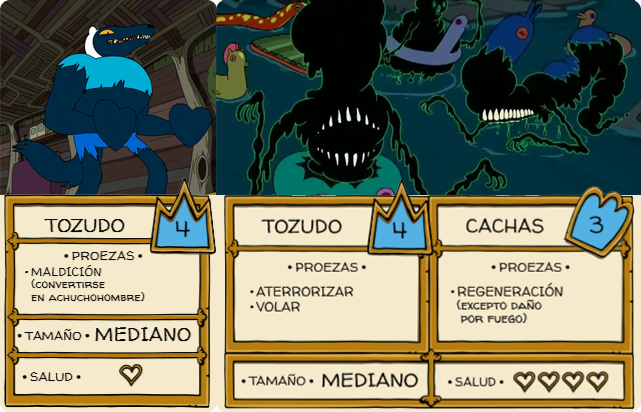 TOZUDO
4
• PROEZAS •
• MALDICIÓN
(CONVERTIRSE
EN ACHUCHOHOMBRE)
• TAMAÑO • MEDIANO
• SALUD •
TOZUDO
4
• PROEZAS •
• ATERRORIZAR
• VOLAR
• TAMAÑO • MEDIANO
CACHAS
3
• PROEZAS •
• REGENERACIÓN
(EXCEPTO DAÑO
POR FUEGO)
• SALUD •